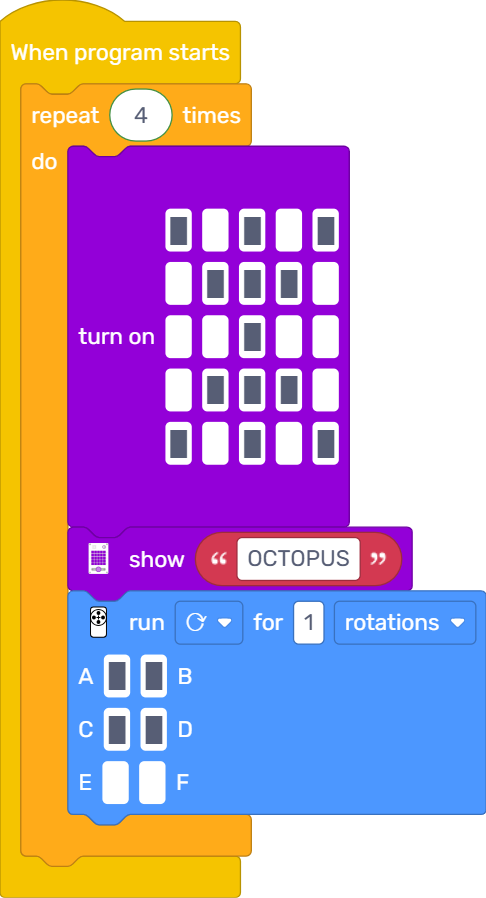 When program starts
repeat 4 times
do
turn on
show “ OCTOPUS ”
run for 1 rotations
A B
C D
E F